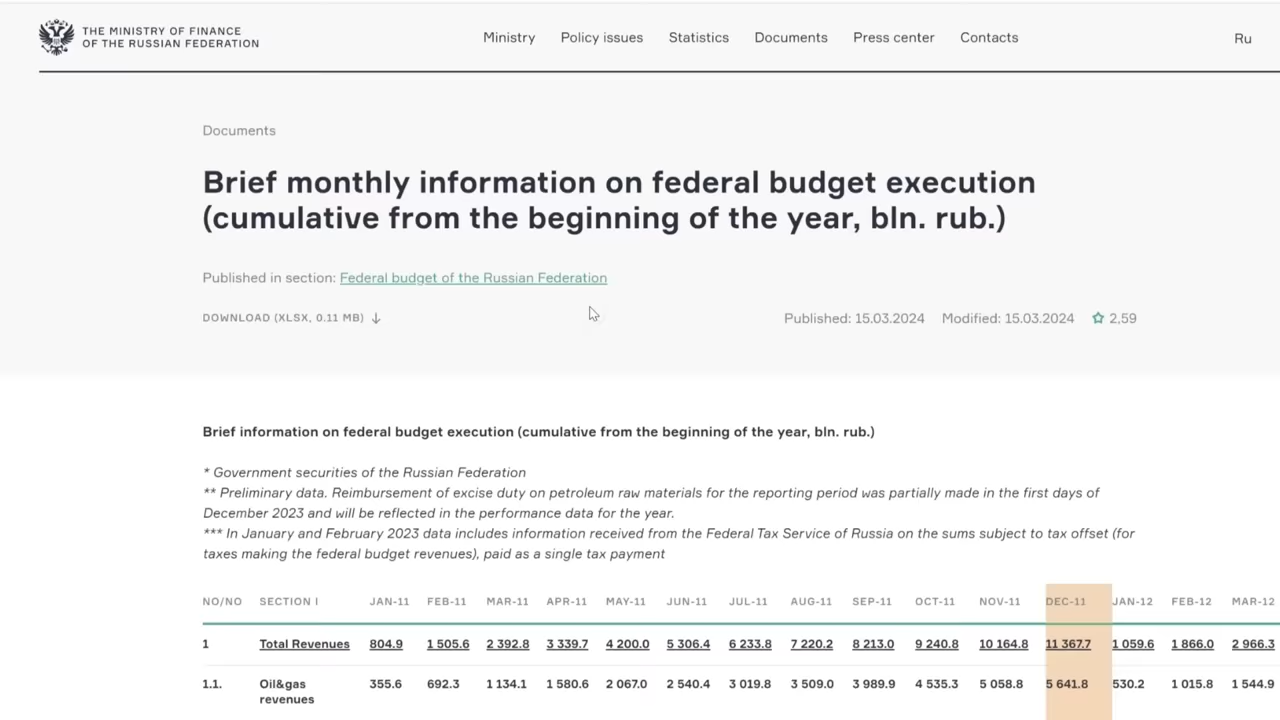 THE MINISTRY OF FINANCE
OF THE RUSSIAN FEDERATION
Ministry Policy issues Statistics Documents Press center Contacts Ru
Documents
Brief monthly information on federal budget execution
(cumulative from the beginning of the year, bln. rub.)
Published in section: Federal budget of the Russian Federation
DOWNLOAD (XLSX, 0.11 MB) Published: 15.03.2024 Modified: 15.03.2024 2,59
Brief information on federal budget execution (cumulative from the beginning of the year, bln. rub.)
* Government securities of the Russian Federation
** Preliminary data. Reimbursement of excise duty on petroleum raw materials for the reporting period was partially made in the first days of
December 2023 and will be reflected in the performance data for the year.
*** In January and February 2023 data includes information received from the Federal Tax Service of Russia on the sums subject to tax offset (for
taxes making the federal budget revenues), paid as a single tax payment
NO/NO SECTION I JAN-11 FEB-11 MAR-11 APR-11 MAY-11 JUN-11 JUL-11 AUG-11 SEP-11 OCT-11 NOV-11 DEC-11 JAN-12 FEB-12 MAR-12
1 Total Revenues 804.9 1 505.6 2 392.8 3 339.7 4 200.0 5 306.4 6 233.8 7 220.2 8 213.0 9 240.8 10 164.8 11 367.7 1 059.6 1 866.0 2 966.3
1.1. Oil&gas 355.6 692.3 1 134.1 1 580.6 2 067.0 2 540.4 3 019.8 3 509.0 3 989.9 4 535.3 5 058.8 5 641.8 530.2 1 015.8 1 544.9
revenues